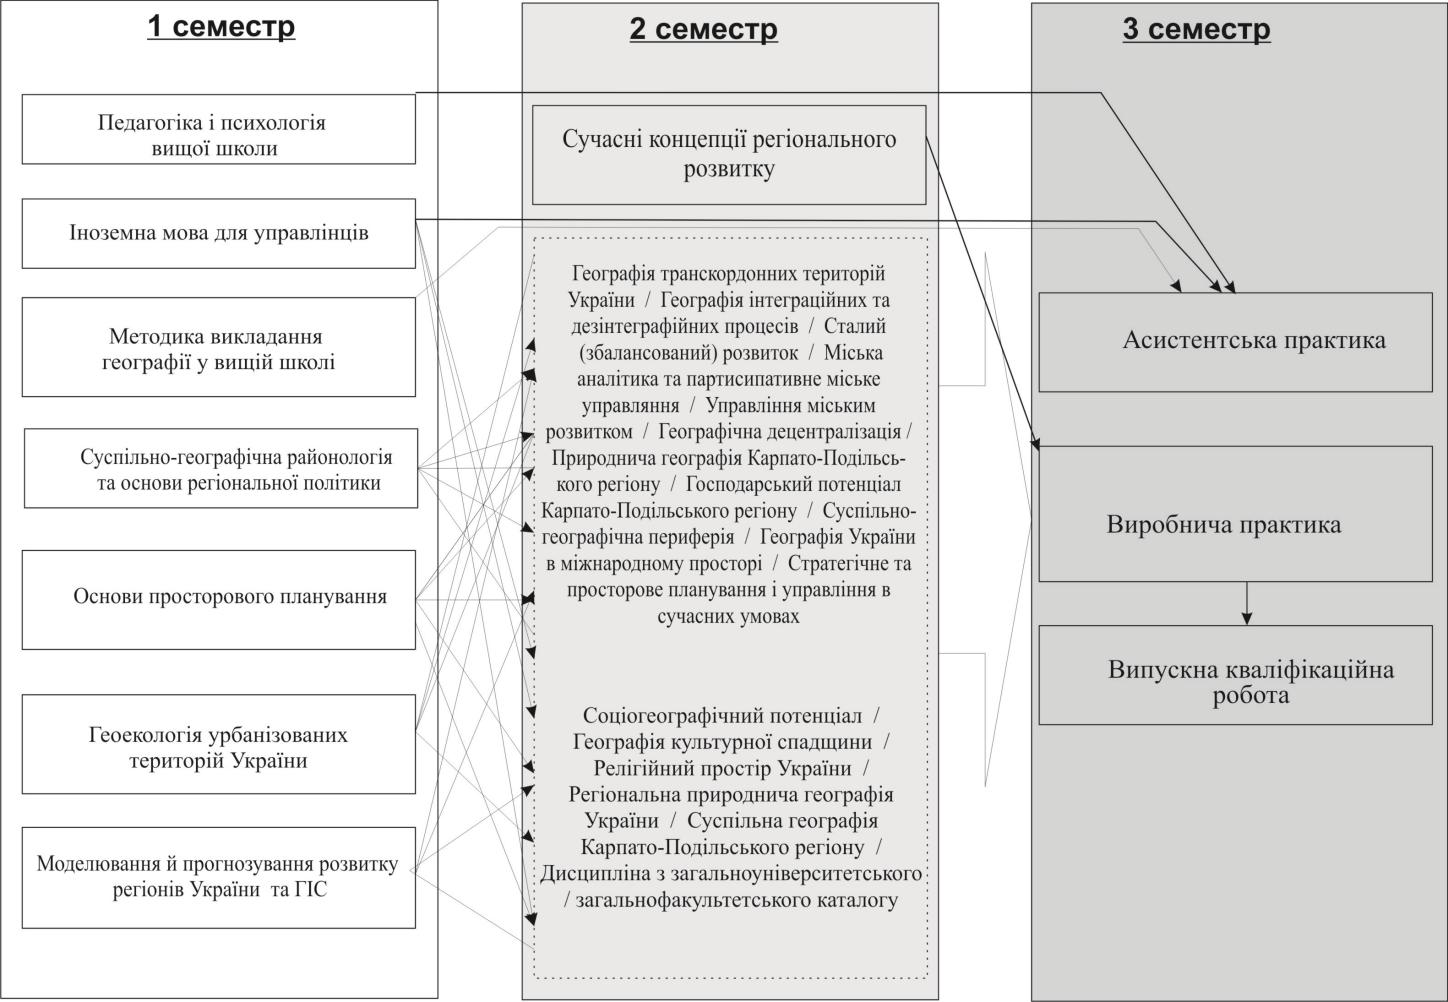 1 семестр
Педагогіка і психологія
вищої школи
Іноземна мова для управлінців
Методика викладання
географії у вищій школі
Суспільно-географічна районологія
та основи регіональної політики
Основи просторового планування
Геоекологія урбанізованих
територій України
Моделювання й прогнозування розвитку
регіонів України та ГІС
2 семестр
Сучасні концепції регіонального
розвитку
Географія транскордонних територій
України / Географія інтеграційних та
дезінтеграфійних процесів / Сталий
(збалансований) розвиток / Міська
аналітика та партисипативне міське
управляння / Управління міським
розвитком / Географічна децентралізація /
Природнича географія Карпато-Подільсь-
кого регіону / Господарський потенціал
Карпато-Подільського регіону / Суспільно-
географічна периферія / Географія України
в міжнародному просторі / Стратегічне та
просторове планування і управління в
сучасних умовах
Соціогеографічний потенціал /
Географія культурної спадщини /
Релігійний простір України /
Регіональна природнича географія
України / Суспільна географія
Карпато-Подільського регіону /
Дисципліна з загальноуніверситетського
/ загальнофакультетського каталогу
3 семестр
Асистентська практика
Виробнича практика
Випускна кваліфікаційна
робота